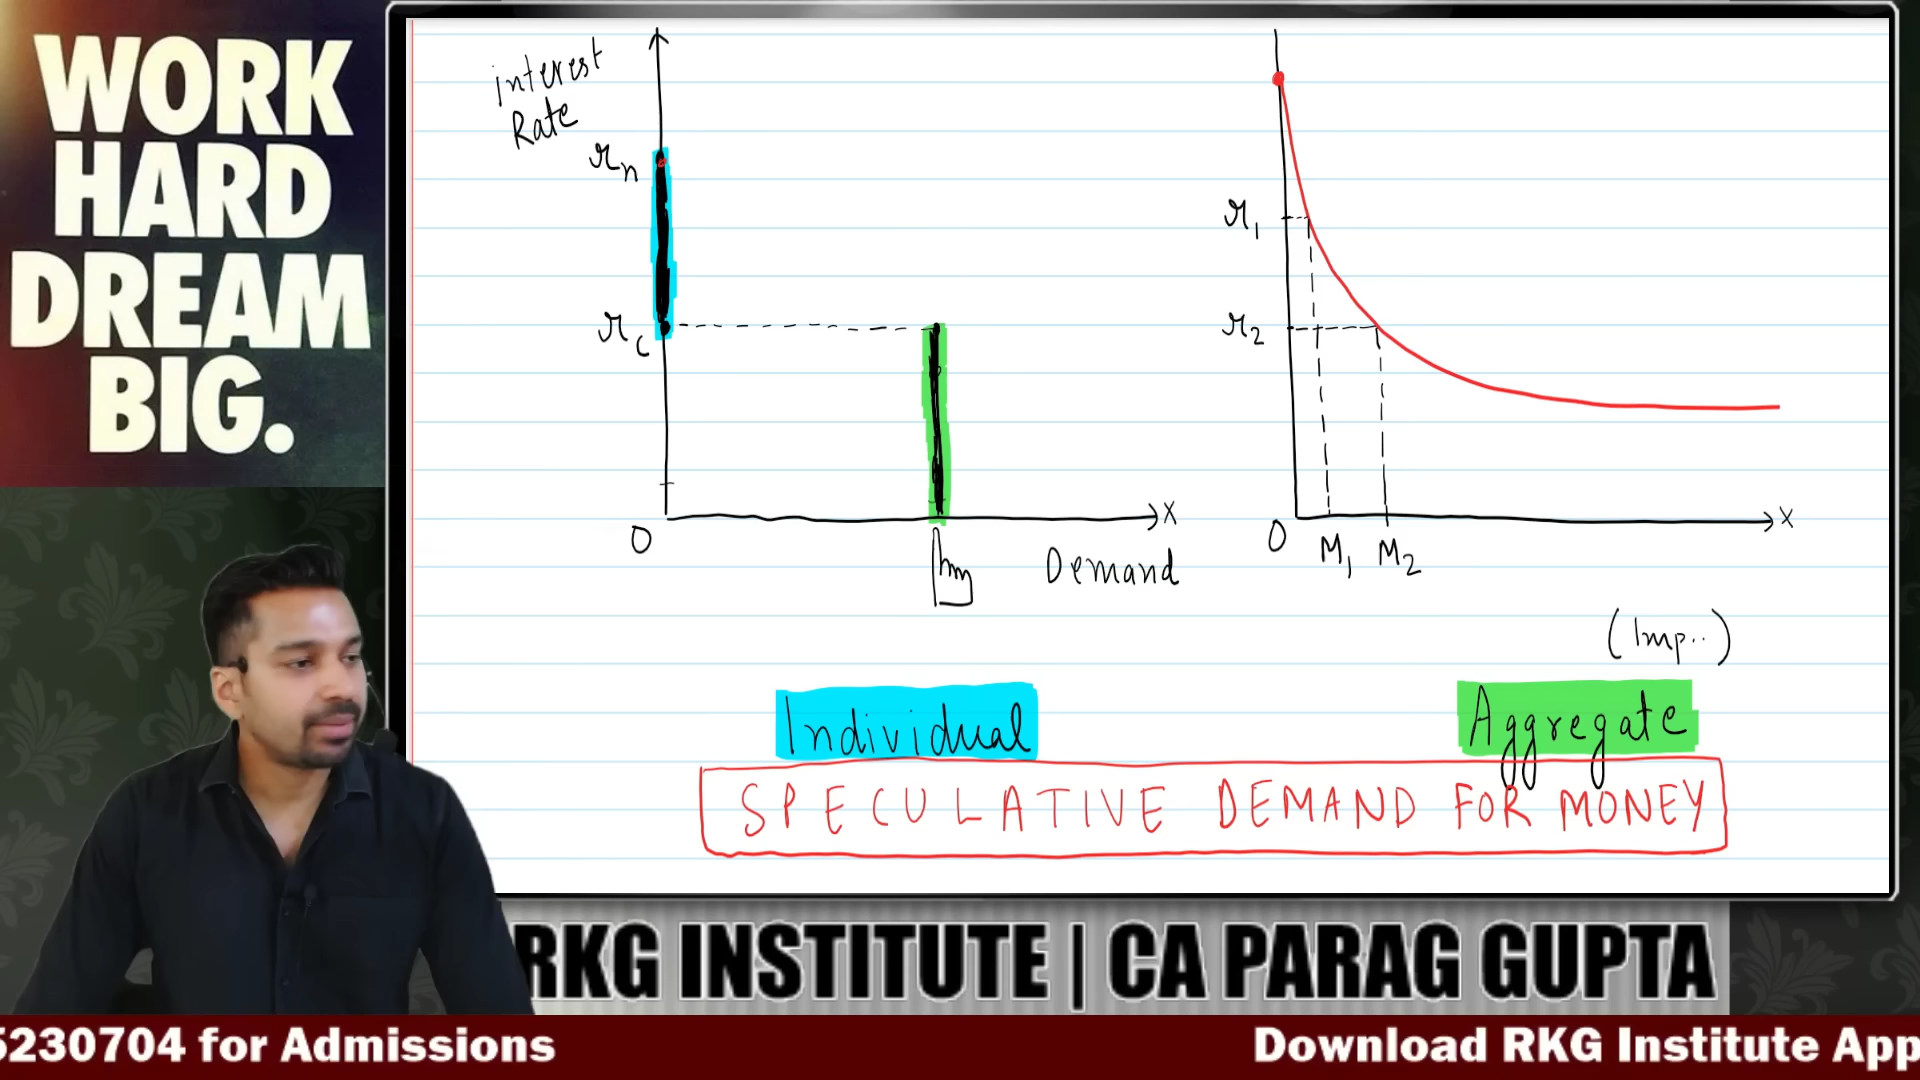 WORK
HARD
DREAM
BIG.
interest
Rate
rn
rc
O
X
Demand
r1
r2
O
M1
M2
X
(Imp..)
Individual
Aggregate
SPECULATIVE DEMAND FOR MONEY
RKG INSTITUTE | CA PARAG GUPTA
5230704 for Admissions
Download RKG Institute App